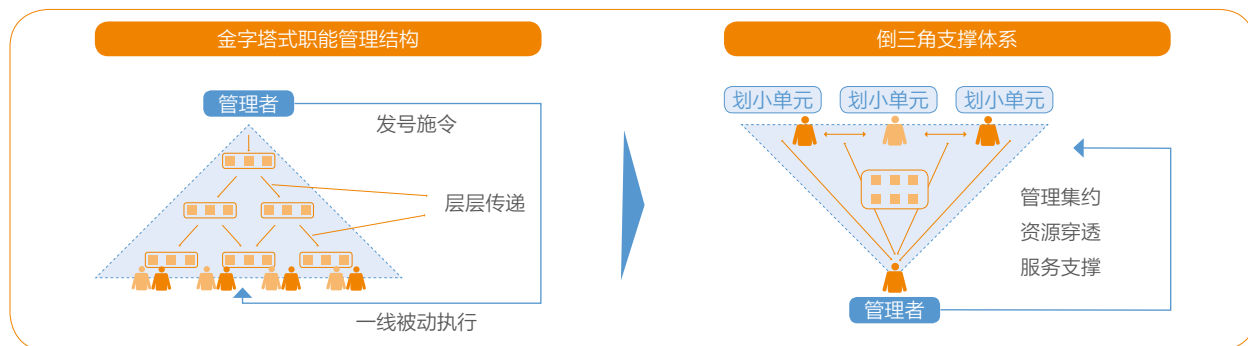 金字塔式职能管理结构
管理者
发号施令
层层传递
一线被动执行
倒三角支撑体系
划小单元
划小单元
划小单元
管理集约
资源穿透
服务支撑
管理者